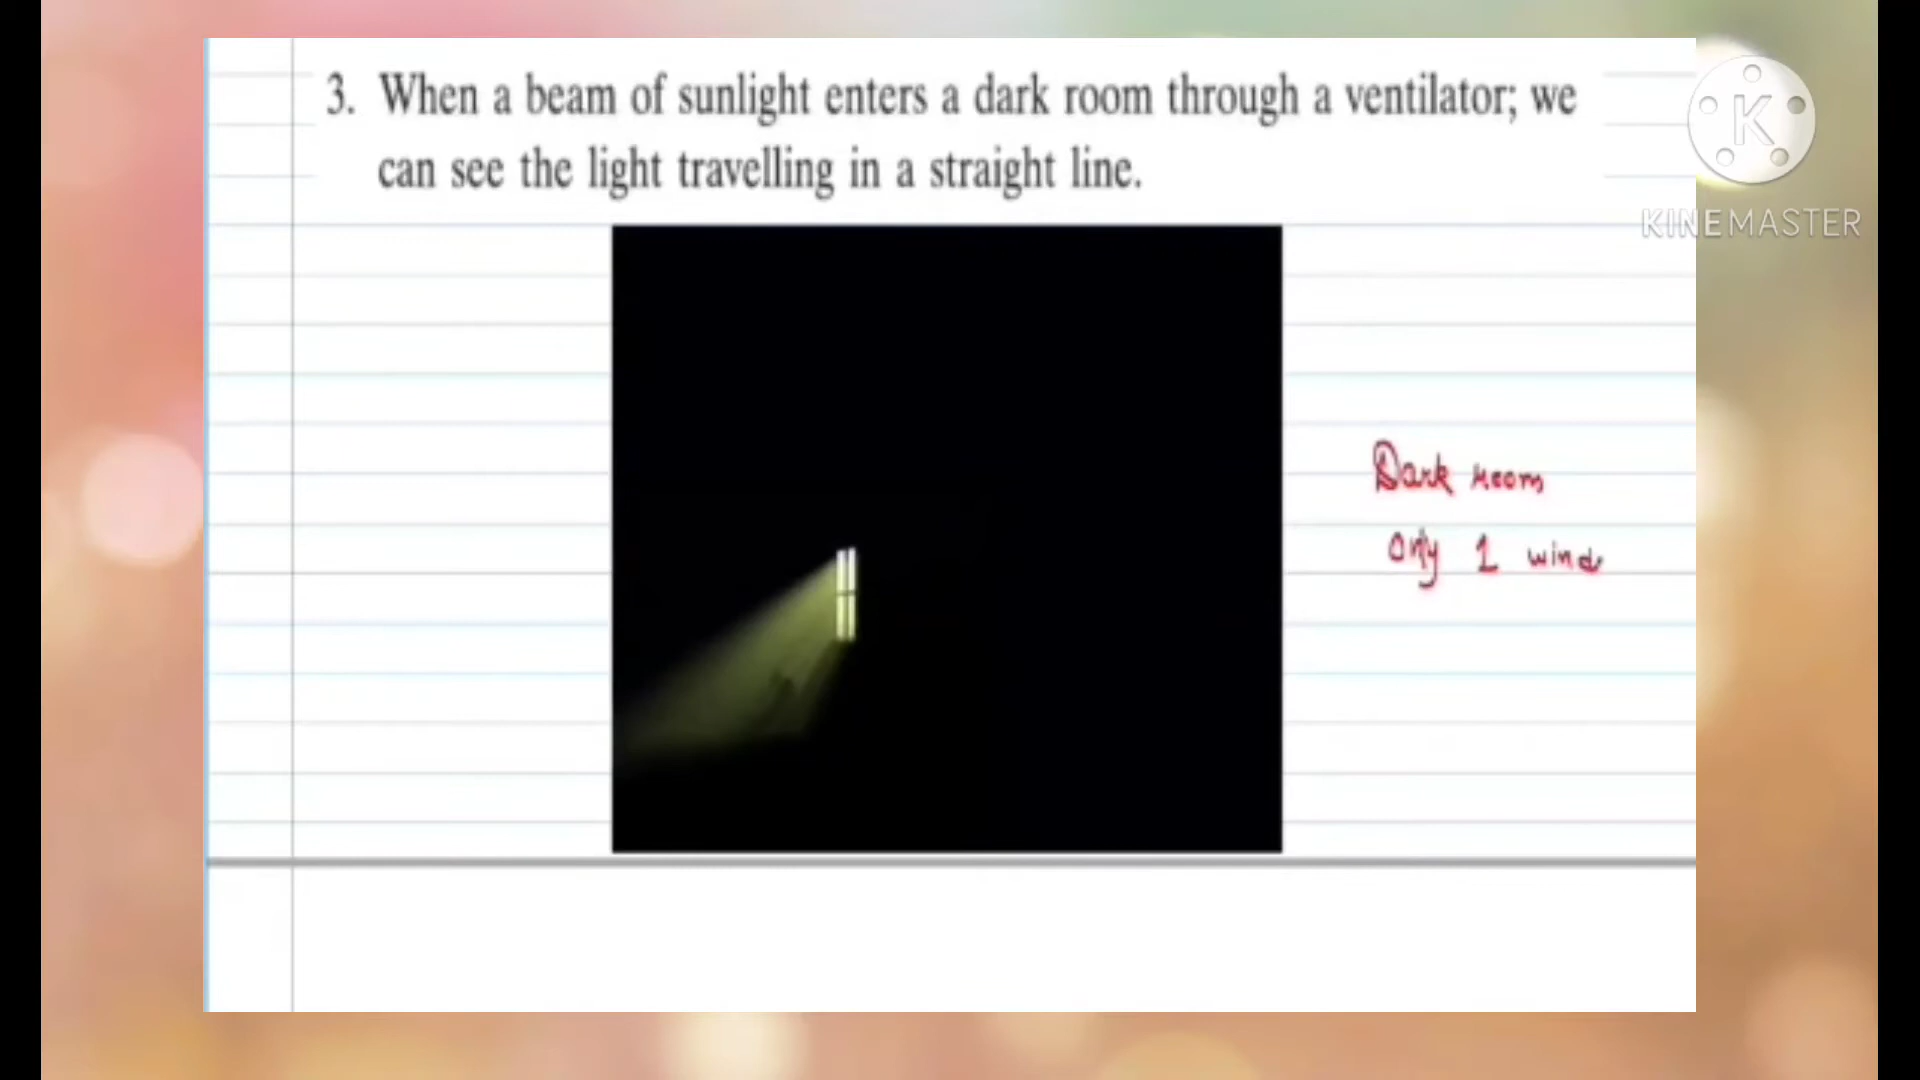 3. When a beam of sunlight enters a dark room through a ventilator; we
can see the light travelling in a straight line.
K
KINEMASTER
Dark room
only 1 windo